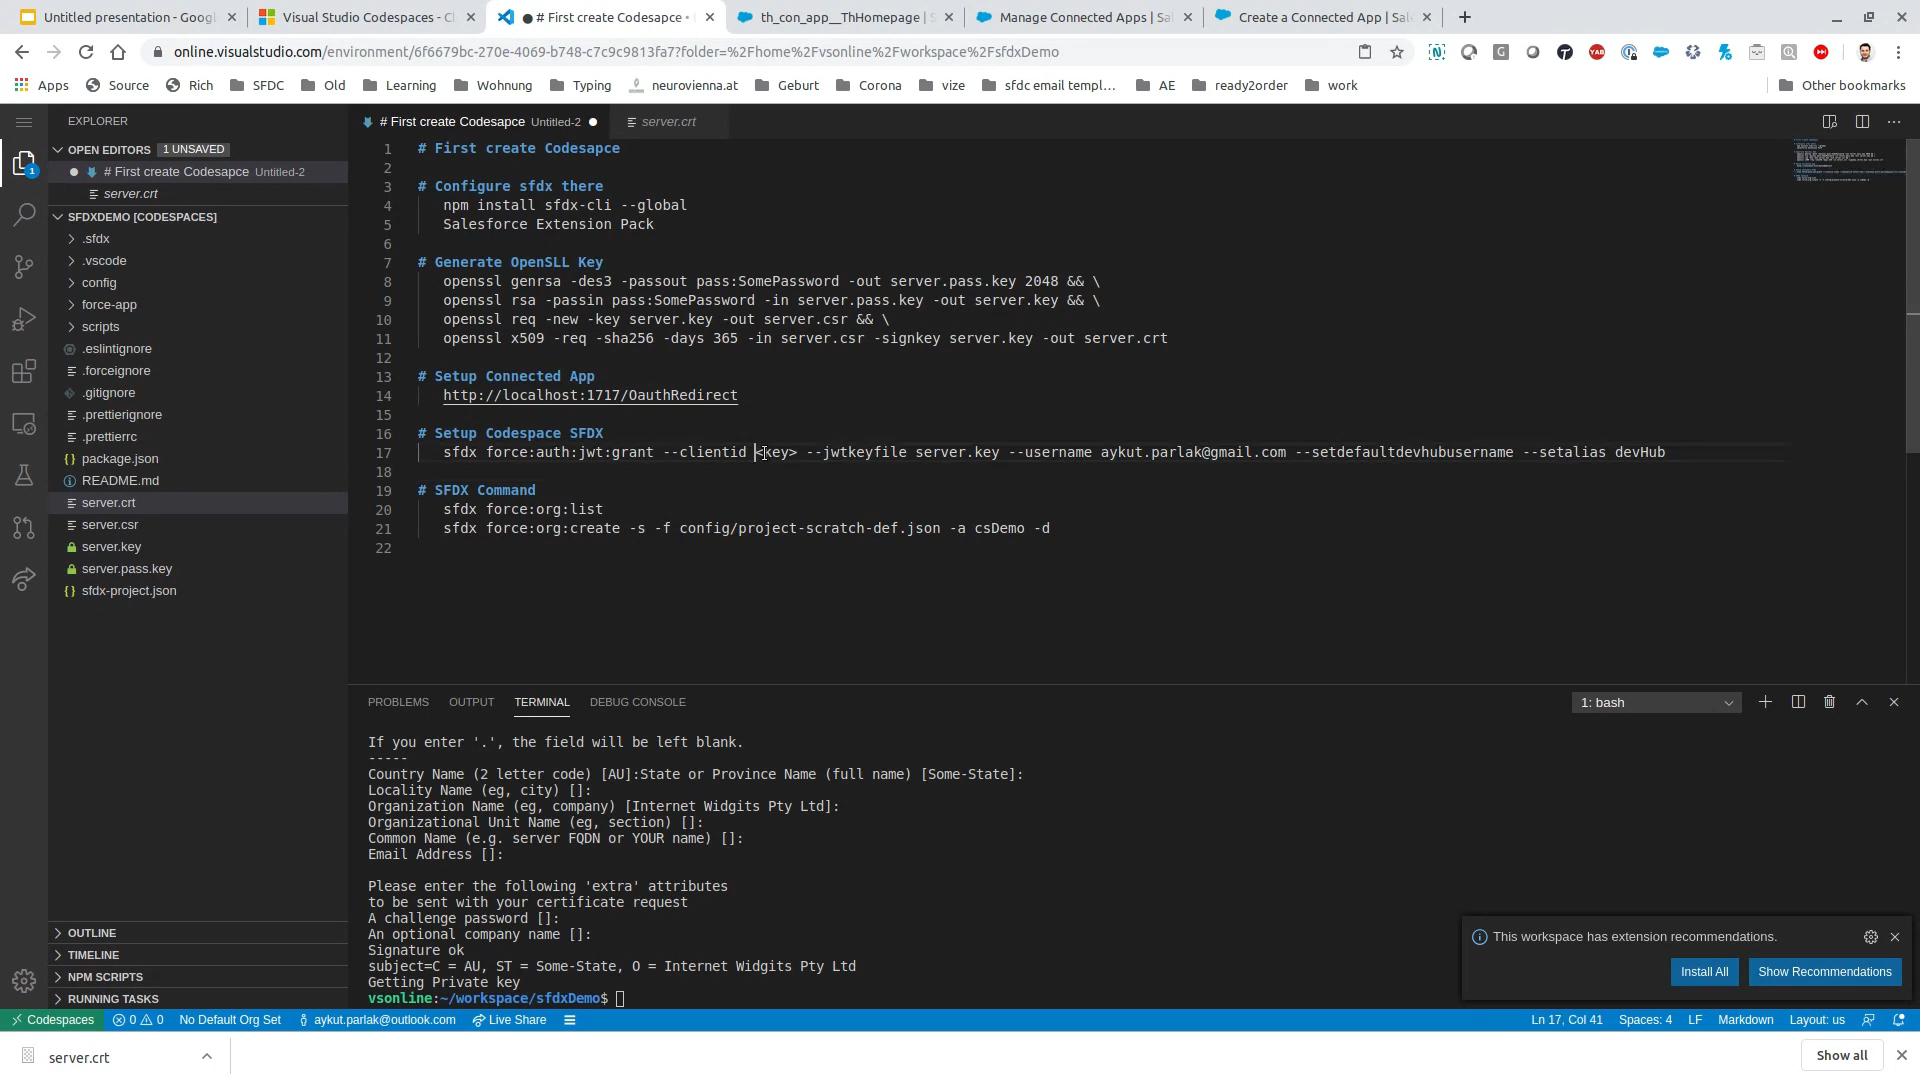 Untitled presentation - Googl
Visual Studio Codespaces - C
● # First create Codesapce •
th_con_app__ThHomepage | S
Manage Connected Apps | Sal
Create a Connected App | Sal
online.visualstudio.com/environment/6f6679bc-270e-4069-b748-c7c9c9813fa7?folder=%2Fhome%2Fvsonline%2Fworkspace%2FsfdxDemo
Apps Source Rich SFDC Old Learning Wohnung Typing neurovienna.at Geburt Corona vize sfdc email templ... AE ready2order work Other bookmarks
EXPLORER
OPEN EDITORS 1 UNSAVED
# First create Codesapce Untitled-2
server.crt
SFDXDEMO [CODESPACES]
.sfdx
.vscode
config
force-app
scripts
.eslintignore
.forceignore
.gitignore
.prettierignore
.prettierrc
package.json
README.md
server.crt
server.csr
server.key
server.pass.key
sfdx-project.json
OUTLINE
TIMELINE
NPM SCRIPTS
RUNNING TASKS
# First create Codesapce Untitled-2 ●
server.crt
1 # First create Codesapce
2
3 # Configure sfdx there
4 npm install sfdx-cli --global
5 Salesforce Extension Pack
6
7 # Generate OpenSLL Key
8 openssl genrsa -des3 -passout pass:SomePassword -out server.pass.key 2048 && \
9 openssl rsa -passin pass:SomePassword -in server.pass.key -out server.key && \
10 openssl req -new -key server.key -out server.csr && \
11 openssl x509 -req -sha256 -days 365 -in server.csr -signkey server.key -out server.crt
12
13 # Setup Connected App
14 http://localhost:1717/OauthRedirect
15
16 # Setup Codespace SFDX
17 sfdx force:auth:jwt:grant --clientid <key> --jwtkeyfile server.key --username aykut.parlak@gmail.com --setdefaultdevhubusername --setalias devHub
18
19 # SFDX Command
20 sfdx force:org:list
21 sfdx force:org:create -s -f config/project-scratch-def.json -a csDemo -d
22
PROBLEMS OUTPUT TERMINAL DEBUG CONSOLE
1: bash
If you enter '.', the field will be left blank.
-----
Country Name (2 letter code) [AU]:State or Province Name (full name) [Some-State]:
Locality Name (eg, city) []:
Organization Name (eg, company) [Internet Widgits Pty Ltd]:
Organizational Unit Name (eg, section) []:
Common Name (e.g. server FQDN or YOUR name) []:
Email Address []:
Please enter the following 'extra' attributes
to be sent with your certificate request
A challenge password []:
An optional company name []:
Signature ok
subject=C = AU, ST = Some-State, O = Internet Widgits Pty Ltd
Getting Private key
vsonline:~/workspace/sfdxDemo$
This workspace has extension recommendations.
Install All
Show Recommendations
Codespaces 0 0 No Default Org Set aykut.parlak@outlook.com Live Share
Ln 17, Col 41 Spaces: 4 LF Markdown Layout: us
server.crt
Show all